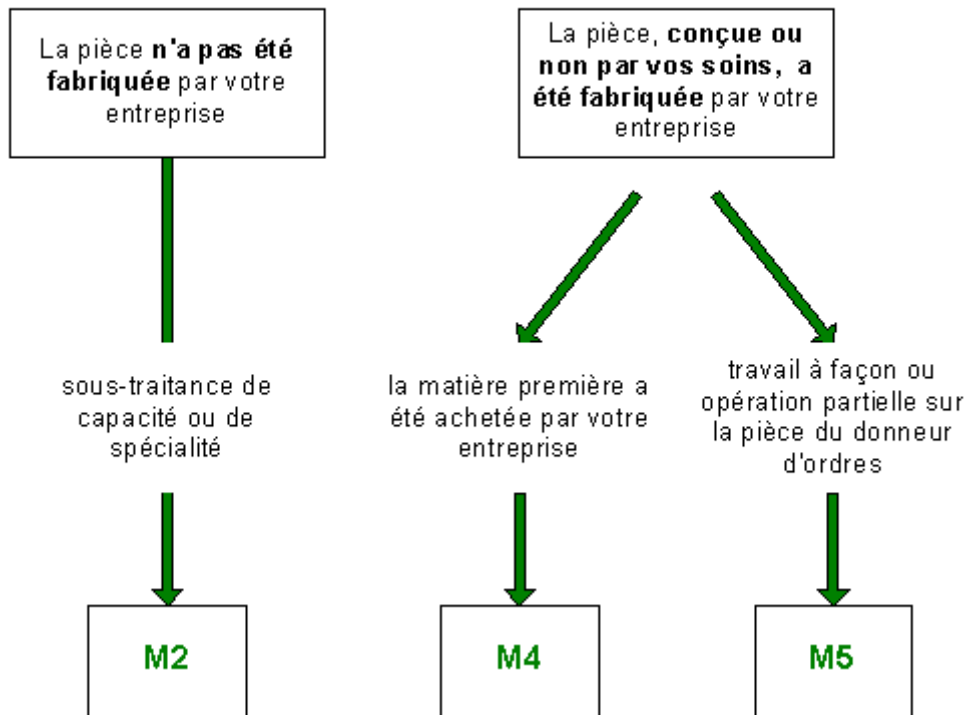 La pièce n'a pas été
fabriquée par votre
entreprise
La pièce, conçue ou
non par vos soins, a
été fabriquée par votre
entreprise
sous-traitance de
capacité ou de
spécialité
la matière première a
été achetée par votre
entreprise
travail à façon ou
opération partielle sur
la pièce du donneur
d'ordres
M2
M4
M5